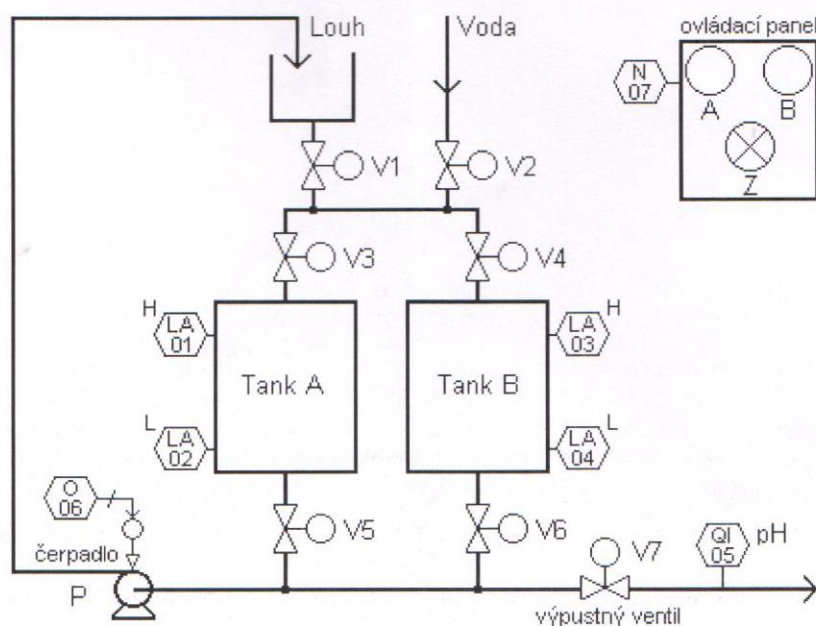 Louh
Voda
ovládací panel
N
07
A
B
Z
V1
V2
V3
V4
H
LA
01
H
LA
03
Tank A
Tank B
L
LA
02
L
LA
04
O
06
V5
V6
V7
QI
05
pH
čerpadlo
P
výpustný ventil